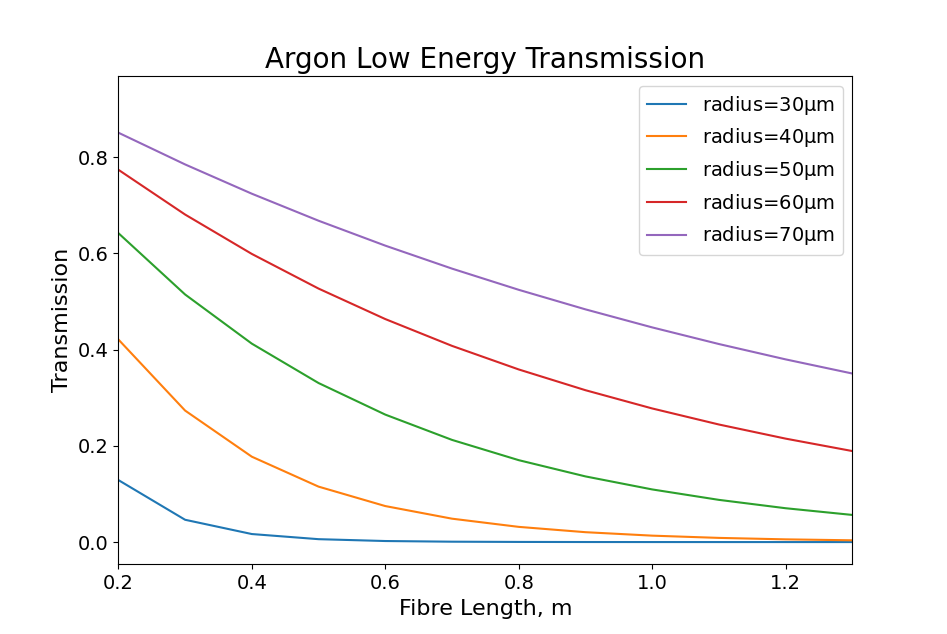 Argon Low Energy Transmission
radius=30μm
radius=40μm
radius=50μm
radius=60μm
radius=70μm
Transmission
0.8
0.6
0.4
0.2
0.0
0.2 0.4 0.6 0.8 1.0 1.2
Fibre Length, m